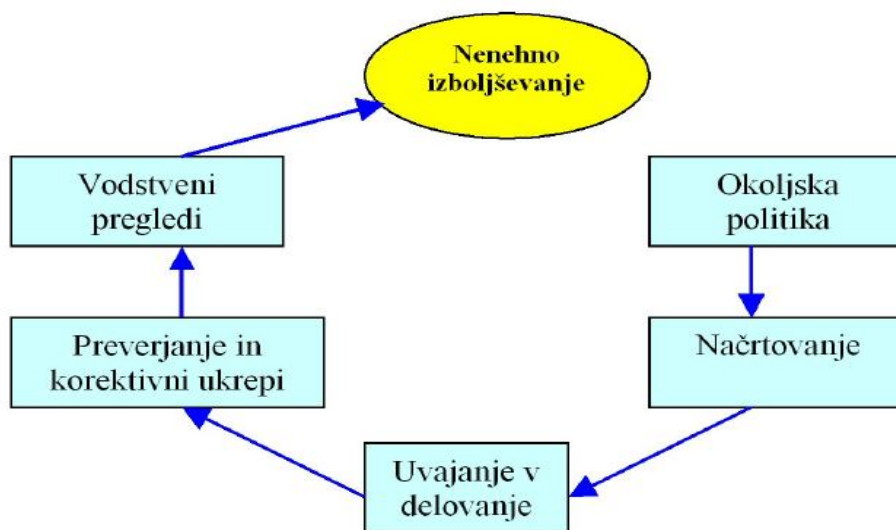 Nenehno
izboljševanje
Vodstveni
pregledi
Okoljska
politika
Preverjanje in
korektivni ukrepi
Načrtovanje
Uvajanje v
delovanje